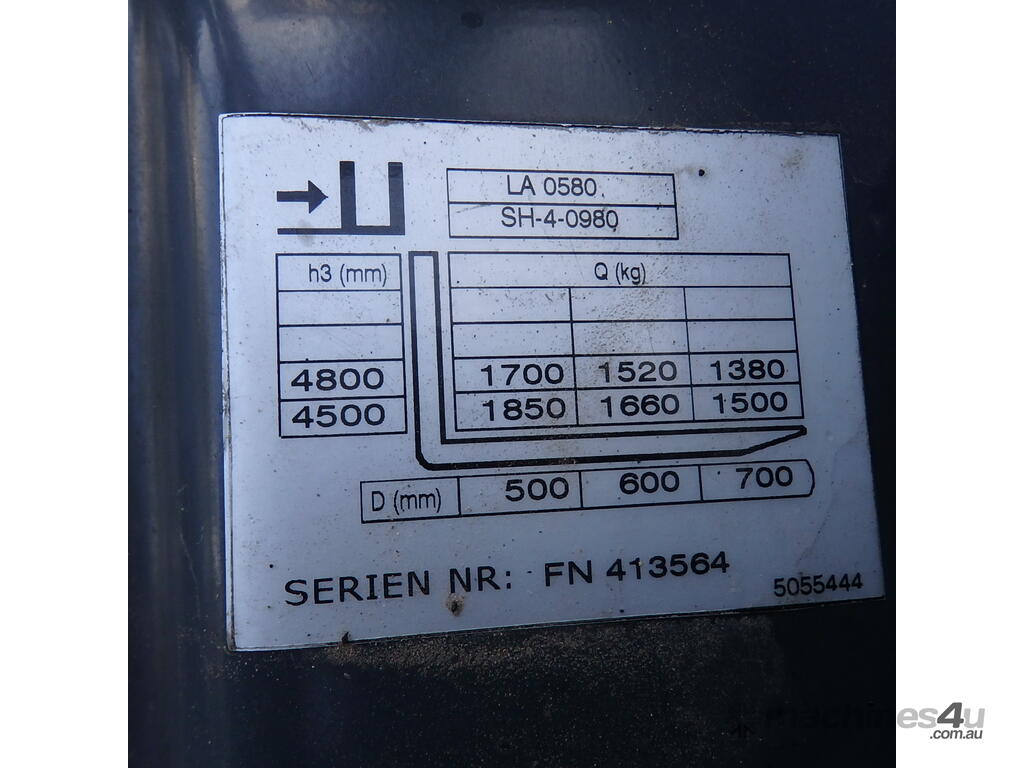 LA 0580
SH-4-0980
h3 (mm) Q (kg)
4800 1700 1520 1380
4500 1850 1660 1500
D (mm) 500 600 700
SERIEN NR: FN 413564
5055444
machines4u
.com.au